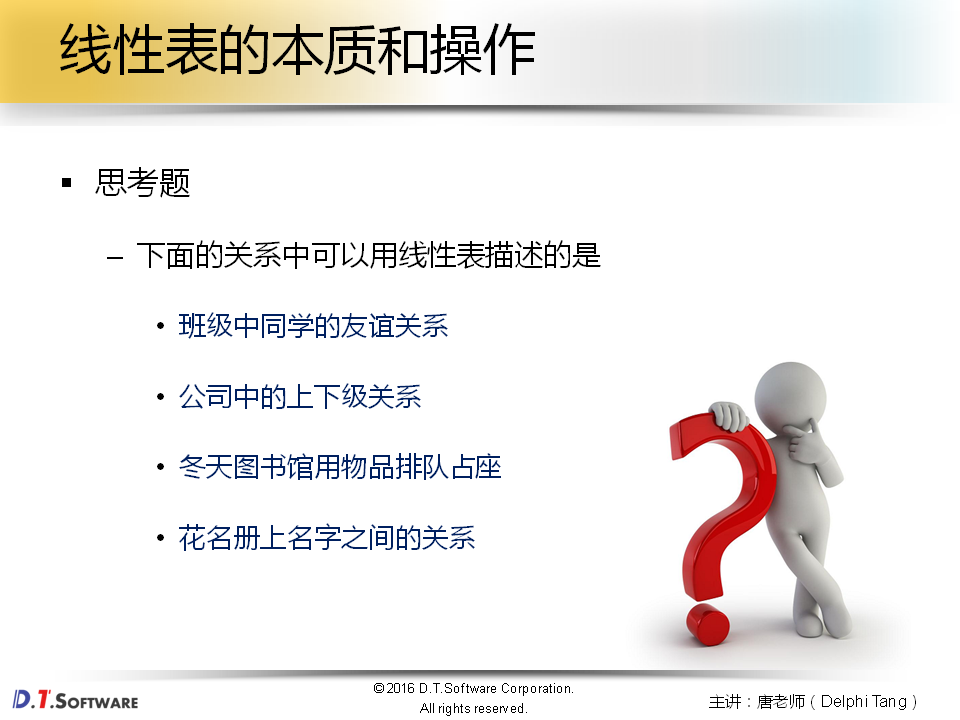 线性表的本质和操作
▪ 思考题
– 下面的关系中可以用线性表描述的是
• 班级中同学的友谊关系
• 公司中的上下级关系
• 冬天图书馆用物品排队占座
• 花名册上名字之间的关系
D.T.SOFTWARE
©2016 D.T.Software Corporation.
All rights reserved.
主讲：唐老师（Delphi Tang）